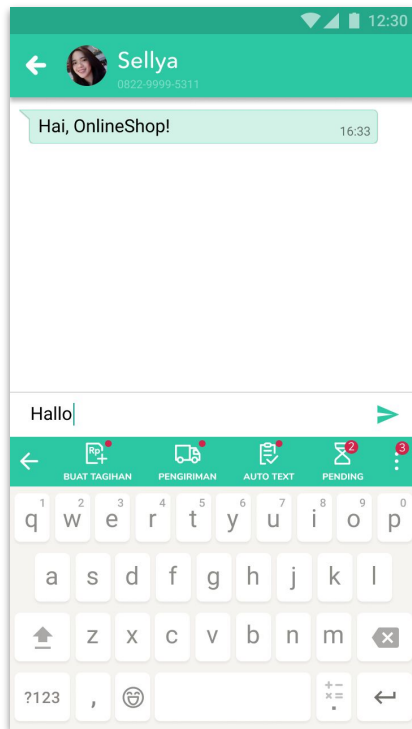 12:30
Sellya
0822-9999-5311
Hai, OnlineShop!
16:33
Hallo
Rp
2
3
BUAT TAGIHAN PENGIRIMAN AUTO TEXT PENDING
1 2 3 4 5 6 7 8 9 0
q w e r t y u i o p
a s d f g h j k l
z x c v b n m
?123 , + − × = .